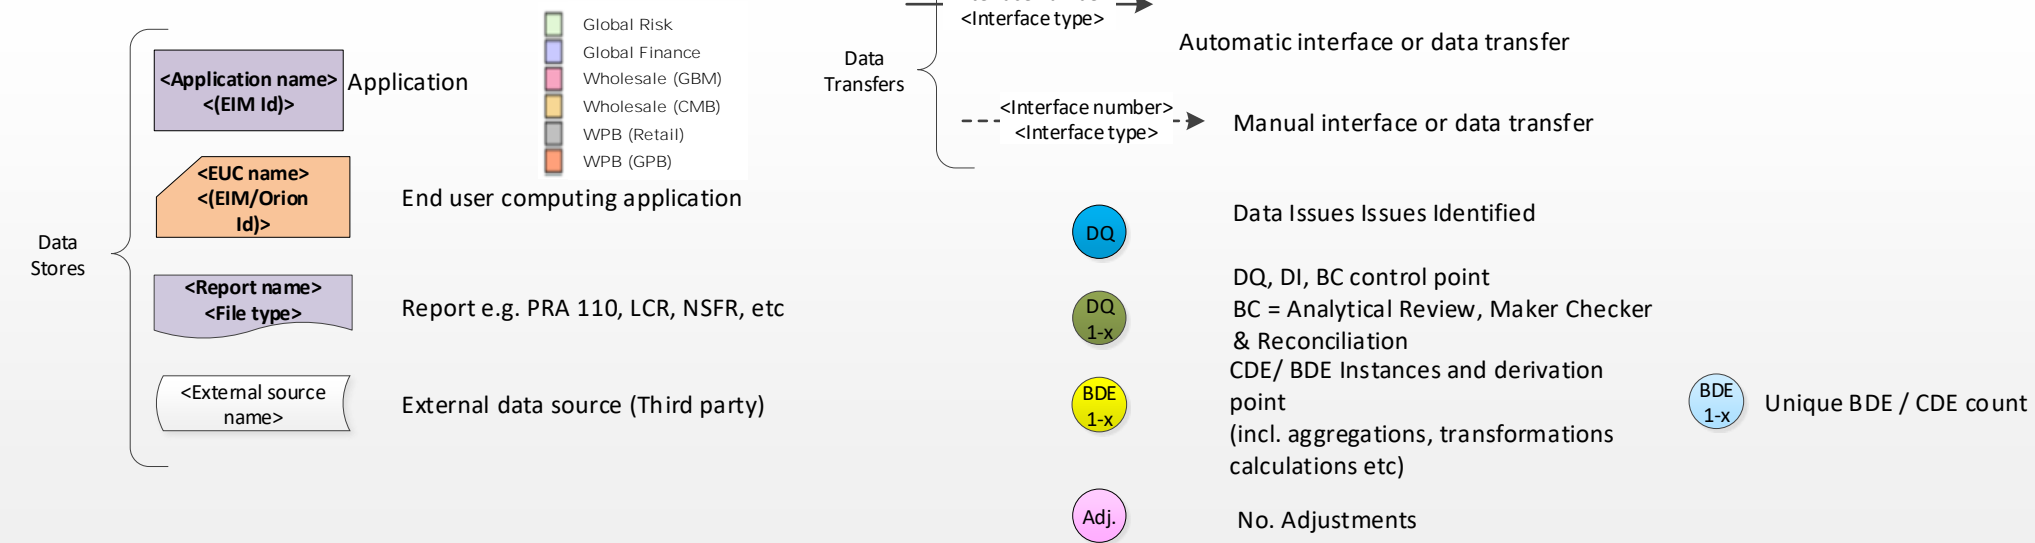 <Interface type>
Global Risk
Global Finance
Wholesale (GBM)
Wholesale (CMB)
WPB (Retail)
WPB (GPB)
Automatic interface or data transfer
Data
Transfers
<Application name>
<(EIM Id)>
Application
<Interface number>
<Interface type>
Manual interface or data transfer
<EUC name>
<(EIM/Orion
Id)>
End user computing application
Data
Stores
DQ
Data Issues Issues Identified
<Report name>
<File type>
Report e.g. PRA 110, LCR, NSFR, etc
DQ
1-x
DQ, DI, BC control point
BC = Analytical Review, Maker Checker
& Reconciliation
<External source
name>
External data source (Third party)
BDE
1-x
CDE/ BDE Instances and derivation
point
(incl. aggregations, transformations
calculations etc)
BDE
1-x
Unique BDE / CDE count
Adj.
No. Adjustments